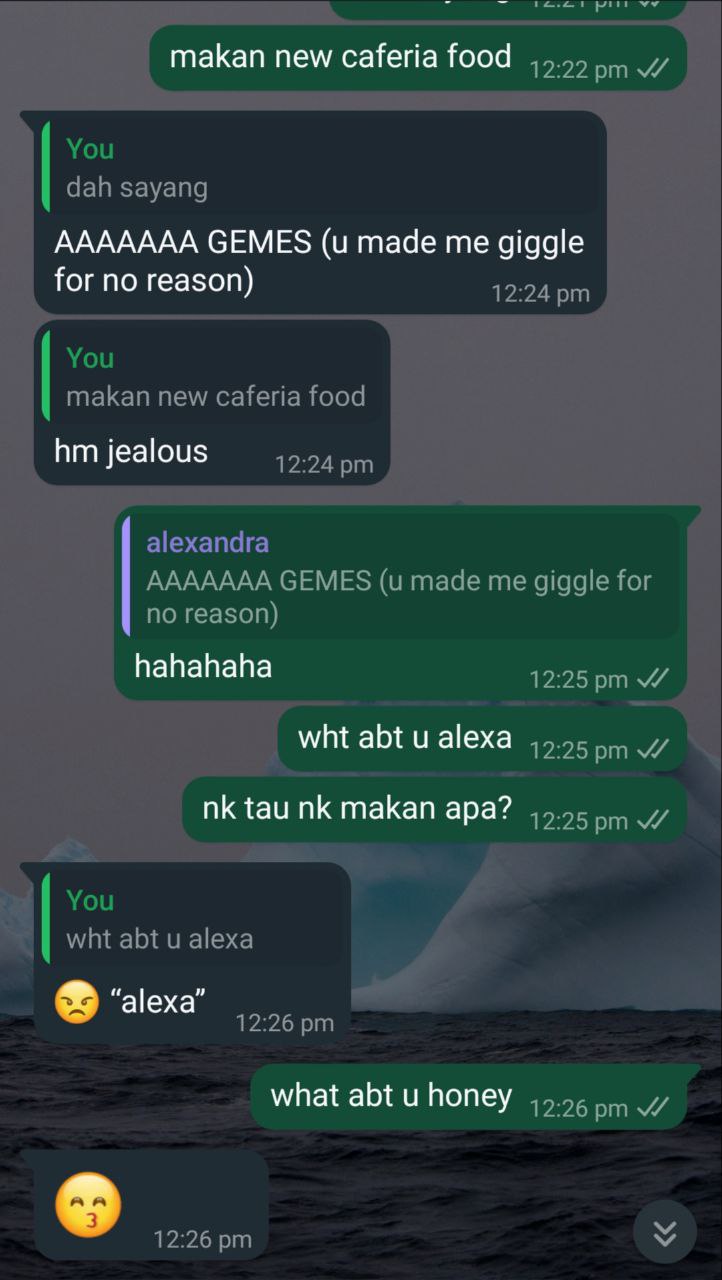 12:21 pm
makan new caferia food 12:22 pm
You
dah sayang
AAAAAAA GEMES (u made me giggle
for no reason)
12:24 pm
You
makan new caferia food
hm jealous 12:24 pm
alexandra
AAAAAAA GEMES (u made me giggle for
no reason)
hahahaha 12:25 pm
wht abt u alexa 12:25 pm
nk tau nk makan apa? 12:25 pm
You
wht abt u alexa
😠 “alexa” 12:26 pm
what abt u honey 12:26 pm
😙 12:26 pm